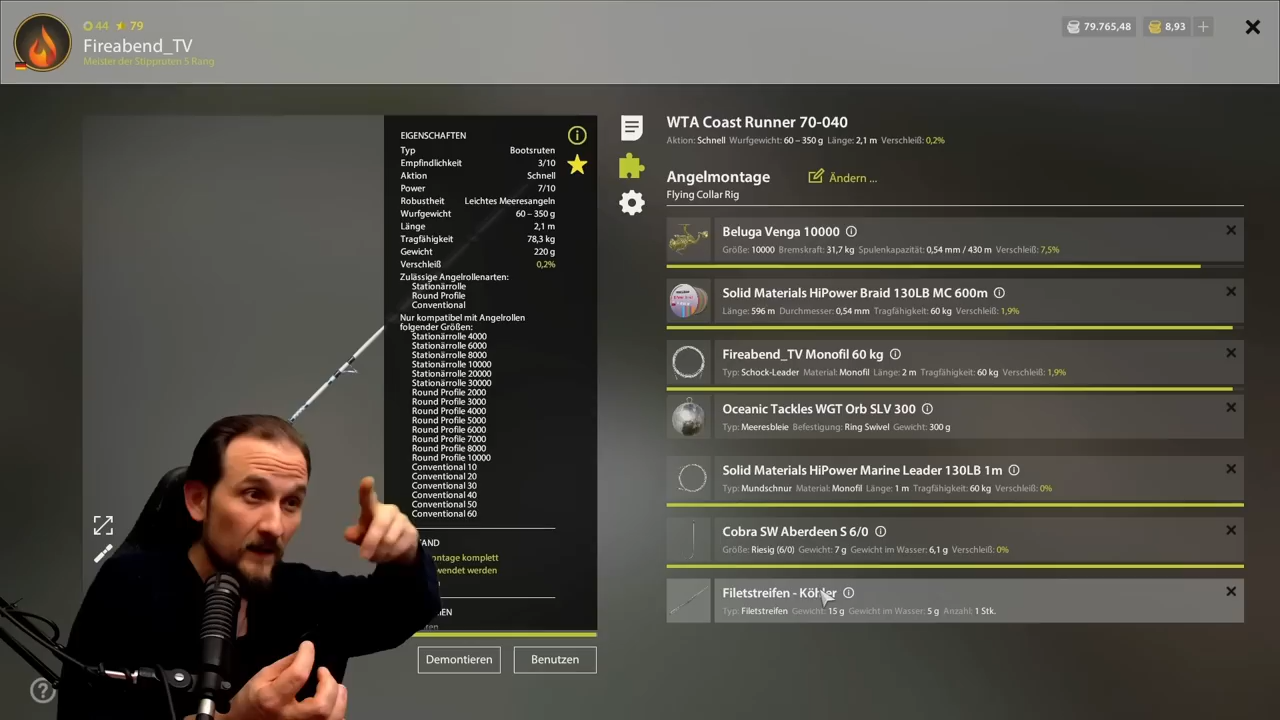 44 79
Fireabend_TV
Meister der Stippruten S Rang
79.765,48 8,93
EIGENSCHAFTEN
Typ Bootsruten
Empfindlichkeit 3/10
Aktion Schnell
Power 7/10
Robustheit Leichtes Meeresangeln
Wurfgewicht 60 – 350 g
Länge 2,1 m
Tragfähigkeit 78,3 kg
Gewicht 220 g
Verschleiß 0,2%
Zulässige Angelrollenarten:
Stationärrolle
Round Profile
Conventional
Nur kompatibel mit Angelrollen
folgender Größen:
Stationärrolle 4000
Stationärrolle 6000
Stationärrolle 8000
Stationärrolle 10000
Stationärrolle 20000
Stationärrolle 30000
Round Profile 2000
Round Profile 3000
Round Profile 4000
Round Profile 5000
Round Profile 6000
Round Profile 7000
Round Profile 8000
Round Profile 10000
Conventional 10
Conventional 20
Conventional 30
Conventional 40
Conventional 50
Conventional 60
TAND
ontage komplett
wendet werden
Demontieren Benutzen
WTA Coast Runner 70-040
Aktion: Schnell Wurfgewicht: 60 – 350 g Länge: 2,1 m Verschleiß: 0,2%
Angelmontage Ändern ...
Flying Collar Rig
Beluga Venga 10000
Größe: 10000 Bremskraft: 31,7 kg Spulenkapazität: 0,54 mm / 430 m Verschleiß: 7,5%
Solid Materials HiPower Braid 130LB MC 600m
Länge: 596 m Durchmesser: 0,54 mm Tragfähigkeit: 60 kg Verschleiß: 1,9%
Fireabend_TV Monofil 60 kg
Typ: Schock-Leader Material: Monofil Länge: 2 m Tragfähigkeit: 60 kg Verschleiß: 1,9%
Oceanic Tackles WGT Orb SLV 300
Typ: Meeresbleie Befestigung: Ring Swivel Gewicht: 300 g
Solid Materials HiPower Marine Leader 130LB 1m
Typ: Mundschnur Material: Monofil Länge: 1 m Tragfähigkeit: 60 kg Verschleiß: 0%
Cobra SW Aberdeen S 6/0
Größe: Riesig (6/0) Gewicht: 7 g Gewicht im Wasser: 6,1 g Verschleiß: 0%
Filetstreifen - Köhler
Typ: Filetstreifen Gewicht: 15 g Gewicht im Wasser: 5 g Anzahl: 1 Stk.